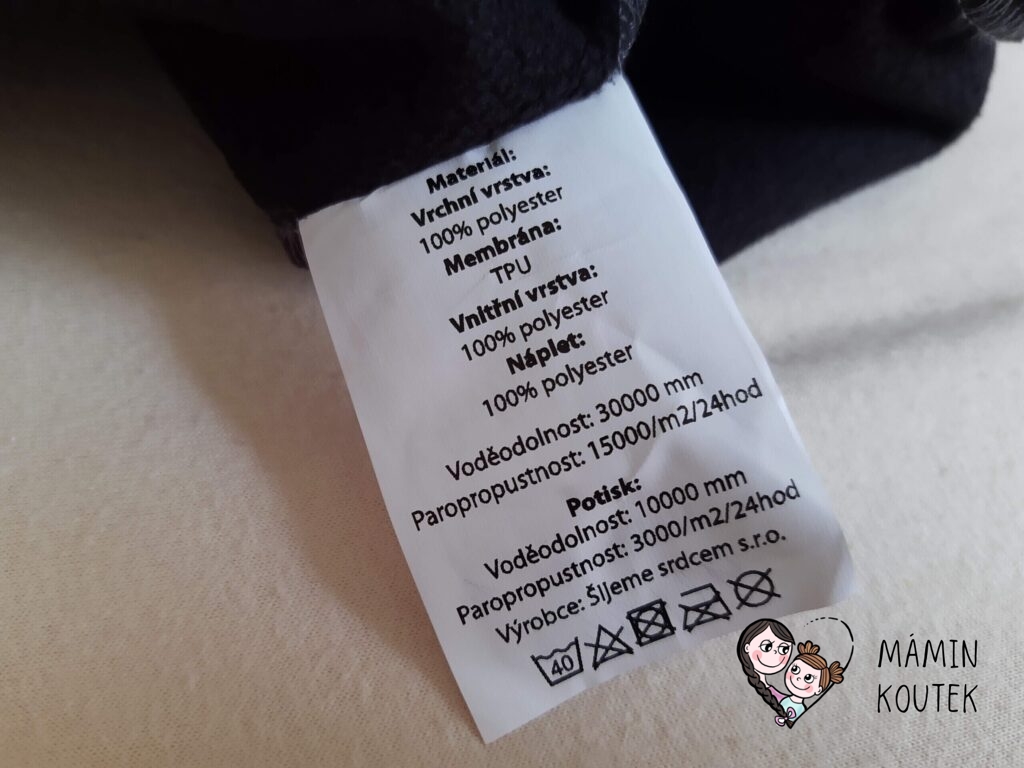 Materiál:
Vrchní vrstva:
100% polyester
Membrána:
TPU
Vnitřní vrstva:
100% polyester
Náplet:
100% polyester
Voděodolnost: 30000 mm
Paropropustnost: 15000/m2/24hod
Potisk:
Voděodolnost: 10000 mm
Paropropustnost: 3000/m2/24hod
Výrobce: Šijeme srdcem s.r.o.
40
MÁMIN
KOUTEK